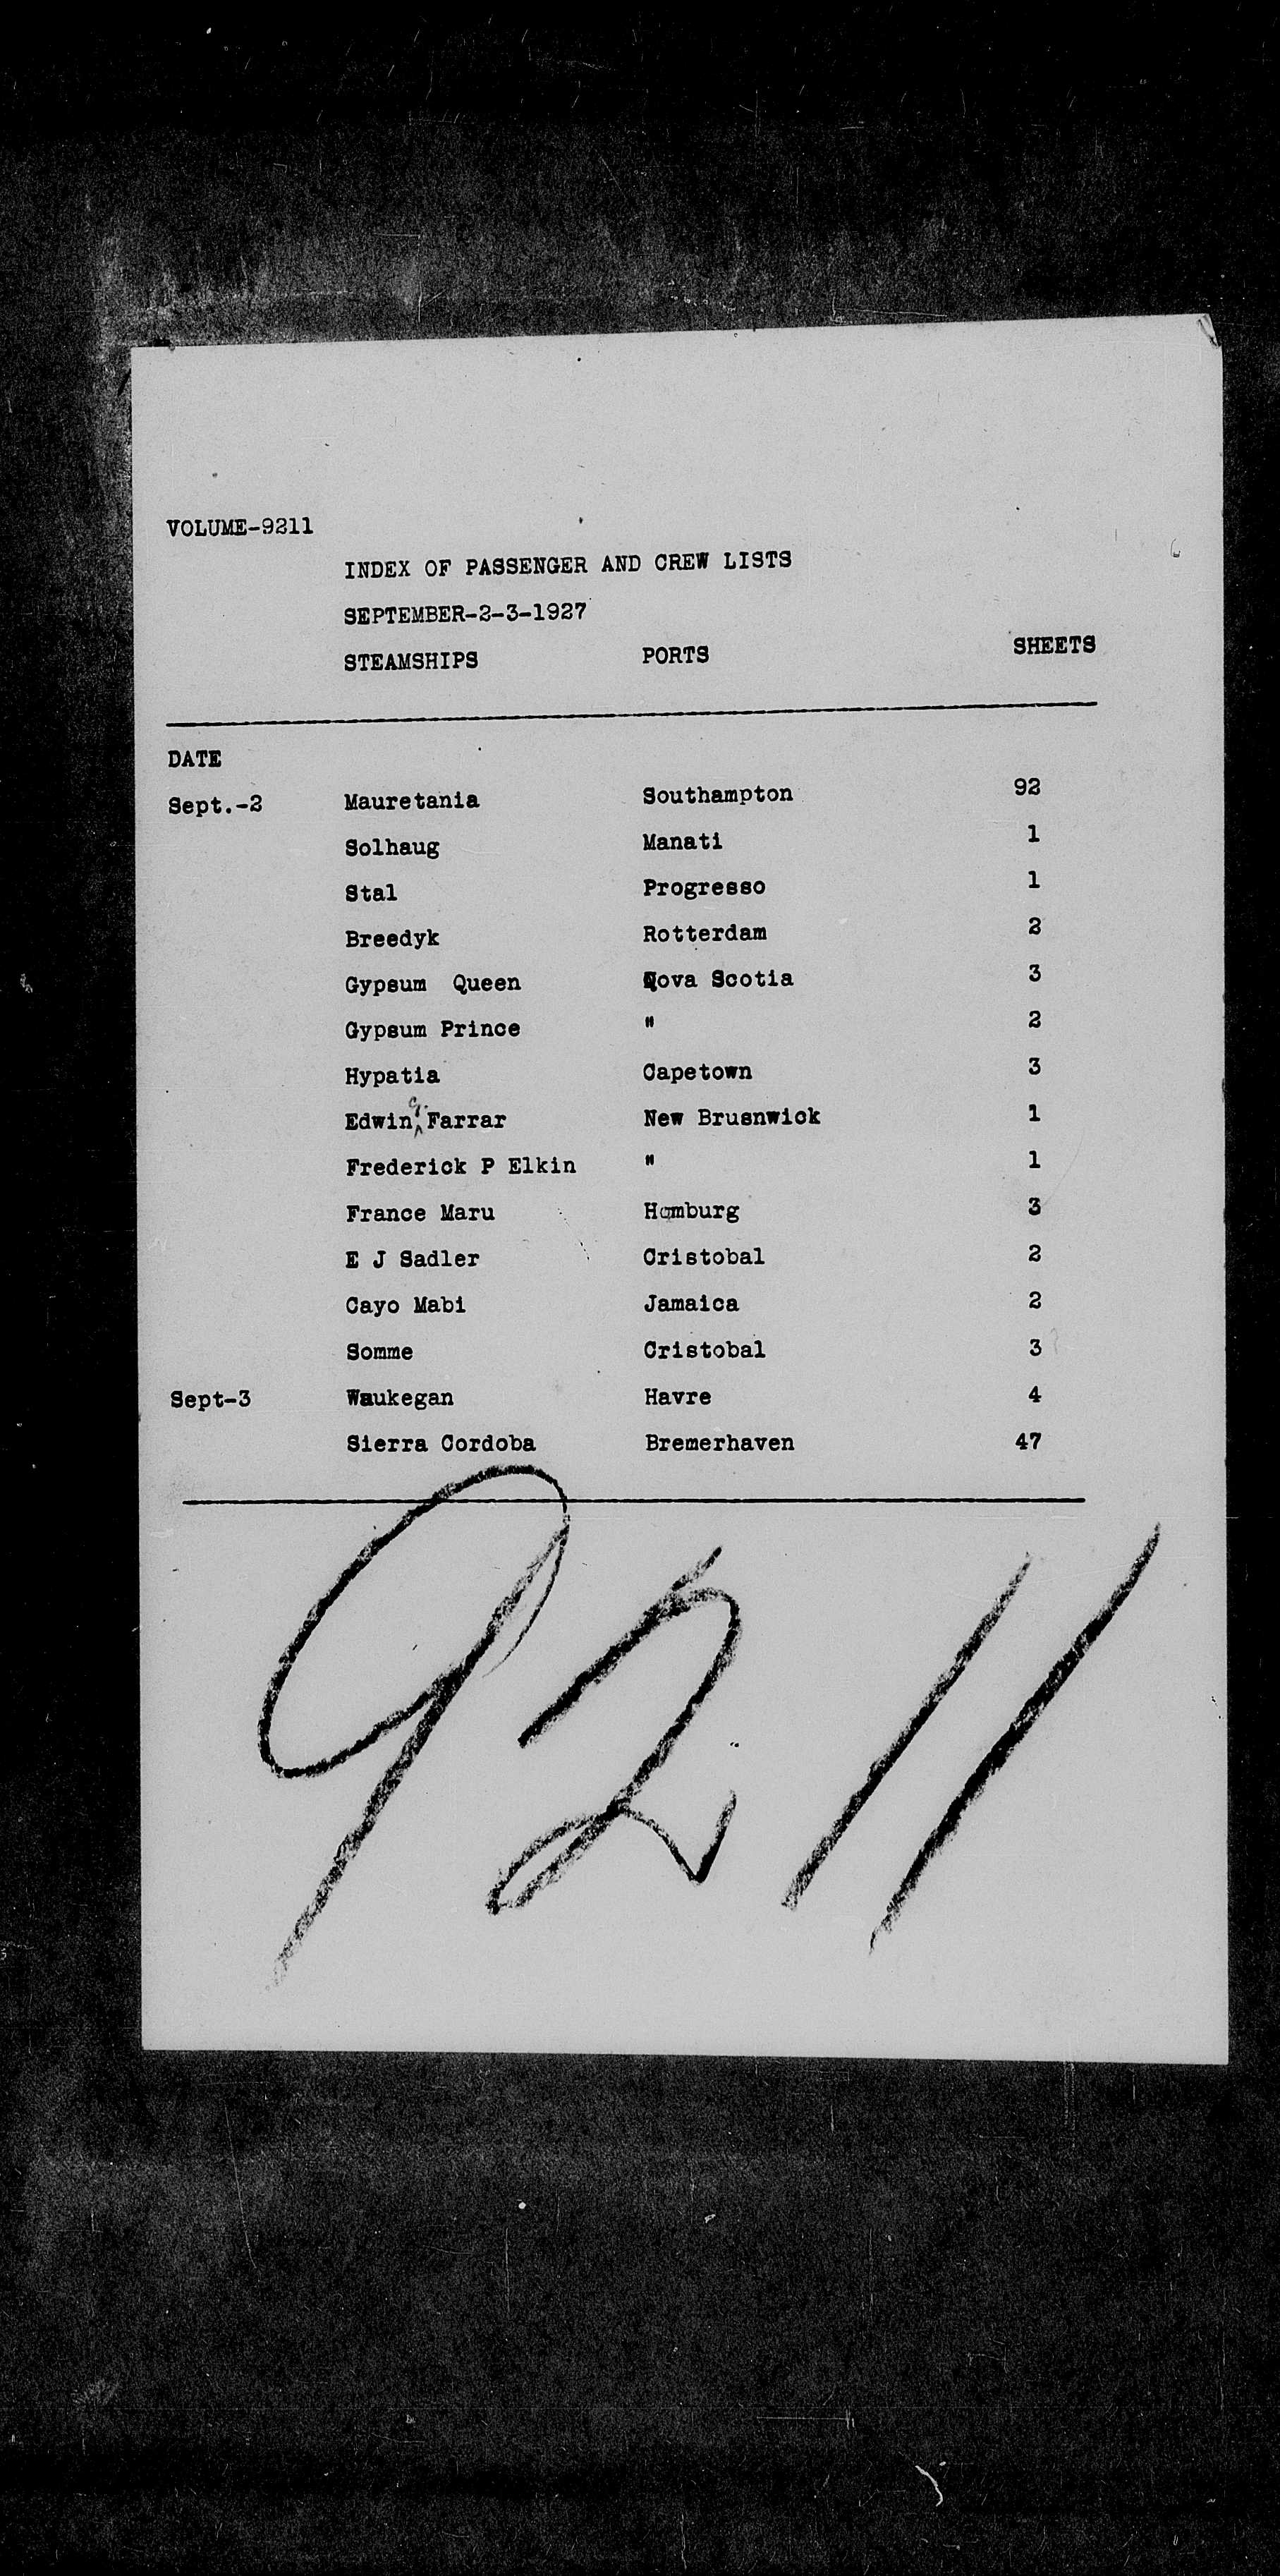 VOLUME-9211
INDEX OF PASSENGER AND CREW LISTS
SEPTEMBER-2-3-1927
STEAMSHIPS PORTS SHEETS
DATE
Sept.-2 Mauretania Southampton 92
Solhaug Manati 1
Stal Progresso 1
Breedyk Rotterdam 2
Gypsum Queen Nova Scotia 3
Gypsum Prince " 2
Hypatia Capetown 3
Edwin G. Farrar New Brusnwick 1
Frederick P Elkin " 1
France Maru Hamburg 3
E J Sadler Cristobal 2
Cayo Mabi Jamaica 2
Somme Cristobal 3
Sept-3 Waukegan Havre 4
Sierra Cordoba Bremerhaven 47
9211